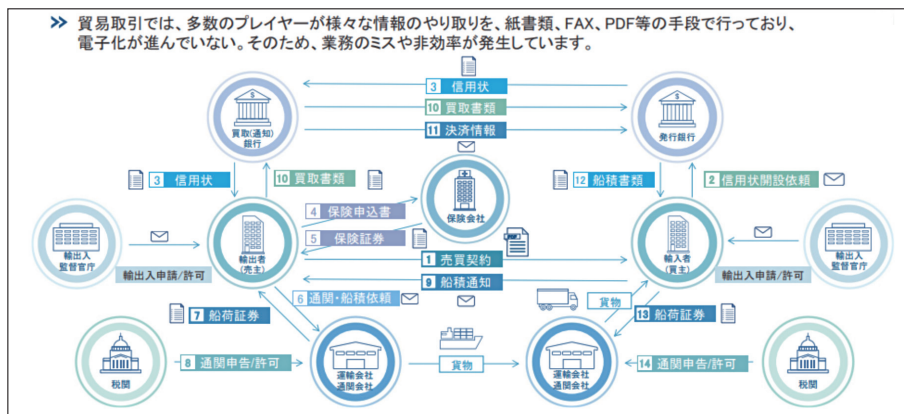 貿易取引では、多数のプレイヤーが様々な情報のやり取りを、紙書類、FAX、PDF等の手段で行っており、
電子化が進んでいない。そのため、業務のミスや非効率が発生しています。
3 信用状
10 買取書類
11 決済情報
買取(通知)
銀行
発行銀行
3 信用状
10 買取書類
12 船積書類
2 信用状開設依頼
4 保険申込書
5 保険証券
保険会社
輸出入
監督官庁
輸出入申請/許可
輸出者
(売主)
1 売買契約
9 船積通知
輸入者
(買主)
輸出入
監督官庁
輸出入申請/許可
6 通関・船積依頼
7 船荷証券
貨物
13 船荷証券
税関
8 通関申告/許可
運輸会社
通関会社
貨物
運輸会社
通関会社
14 通関申告/許可
税関